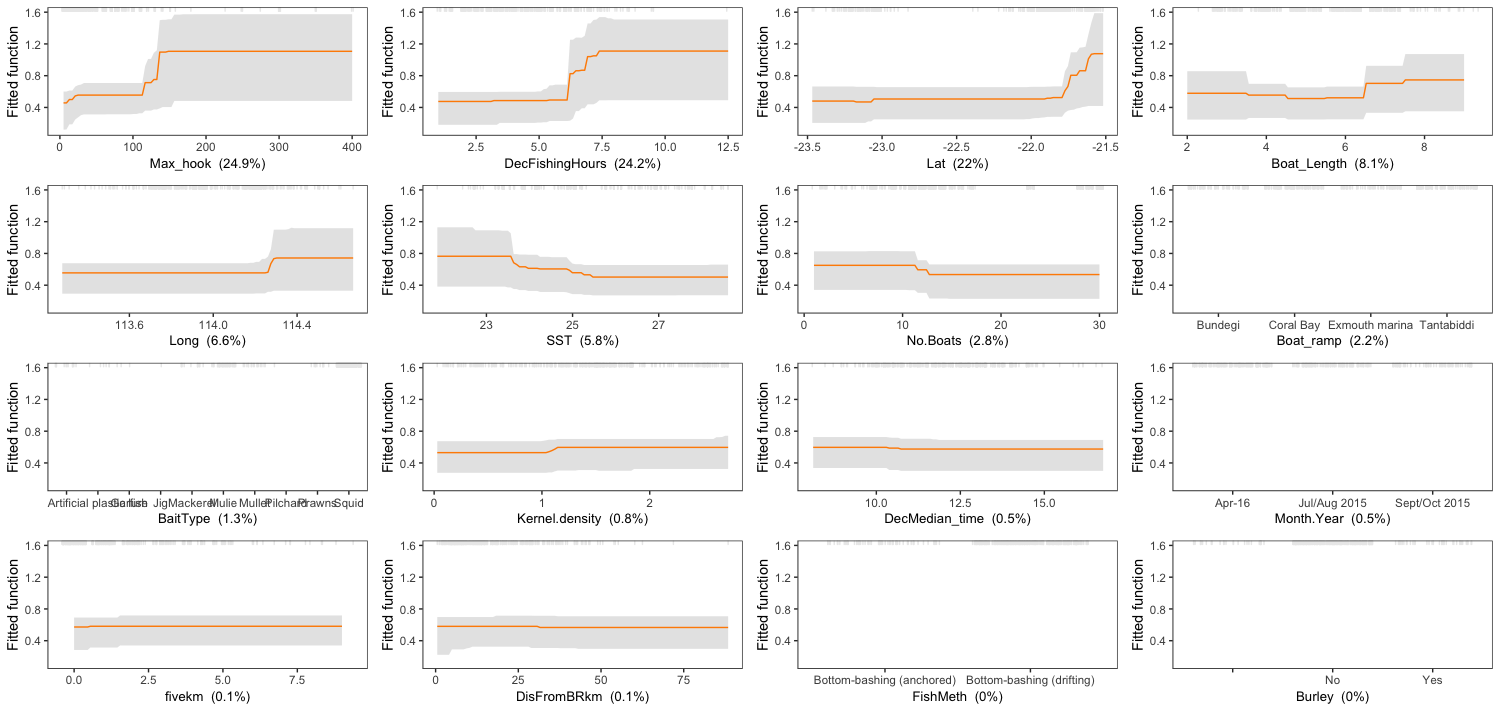 Fitted function
1.6
1.2
0.8
0.4
0 100 200 300 400
Max_hook (24.9%)
Fitted function
1.6
1.2
0.8
0.4
2.5 5.0 7.5 10.0 12.5
DecFishingHours (24.2%)
Fitted function
1.6
1.2
0.8
0.4
-23.5 -23.0 -22.5 -22.0 -21.5
Lat (22%)
Fitted function
1.6
1.2
0.8
0.4
2 4 6 8
Boat_Length (8.1%)
Fitted function
1.6
1.2
0.8
0.4
113.6 114.0 114.4
Long (6.6%)
Fitted function
1.6
1.2
0.8
0.4
23 25 27
SST (5.8%)
Fitted function
1.6
1.2
0.8
0.4
0 10 20 30
No.Boats (2.8%)
Fitted function
1.6
1.2
0.8
0.4
Bundegi Coral Bay Exmouth marina Tantabiddi
Boat_ramp (2.2%)
Fitted function
1.6
1.2
0.8
0.4
Artificial Jig Mackerel Mulie Mullet Pilchard Prawns Squid
BaitType (1.3%)
Fitted function
1.6
1.2
0.8
0.4
0 1 2
Kernel.density (0.8%)
Fitted function
1.6
1.2
0.8
0.4
10.0 12.5 15.0
DecMedian_time (0.5%)
Fitted function
1.6
1.2
0.8
0.4
Apr-16 Jul/Aug 2015 Sept/Oct 2015
Month.Year (0.5%)
Fitted function
1.6
1.2
0.8
0.4
0.0 2.5 5.0 7.5
fivekm (0.1%)
Fitted function
1.6
1.2
0.8
0.4
0 25 50 75
DisFromBRkm (0.1%)
Fitted function
1.6
1.2
0.8
0.4
Bottom-bashing (anchored) Bottom-bashing (drifting)
FishMeth (0%)
Fitted function
1.6
1.2
0.8
0.4
No Yes
Burley (0%)